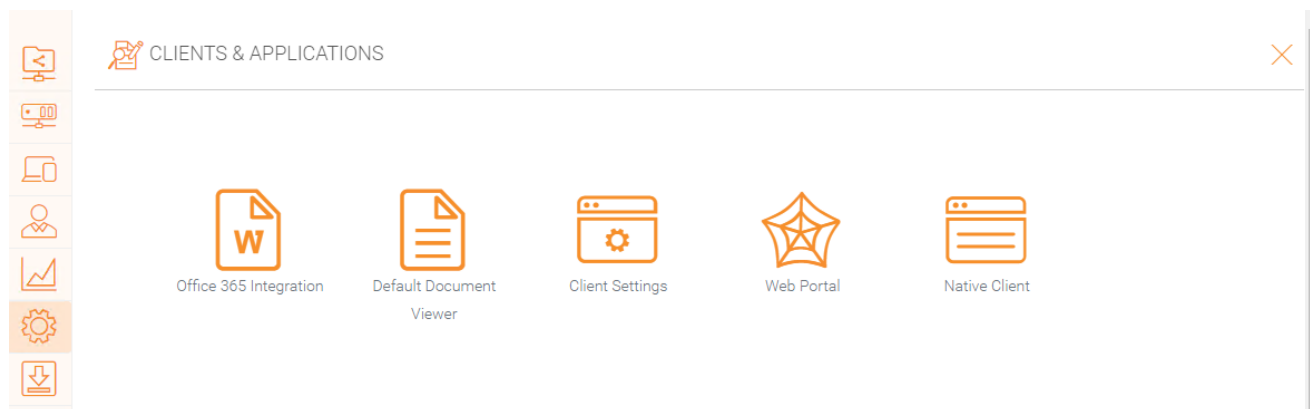 CLIENTS & APPLICATIONS
W
Office 365 Integration
Default Document
Viewer
Client Settings
Web Portal
Native Client